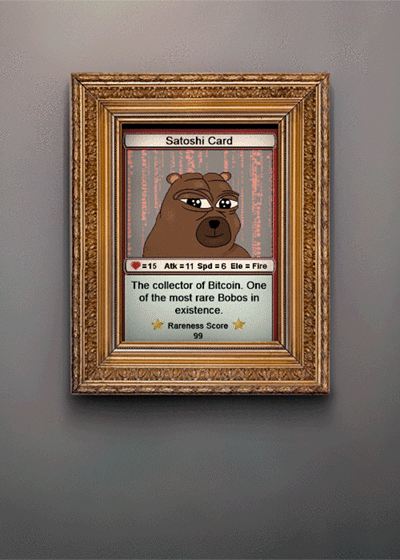 Satoshi Card
=15 Atk =11 Spd = 6 Ele = Fire
The collector of Bitcoin. One
of the most rare Bobos in
existence.
Rareness Score
99